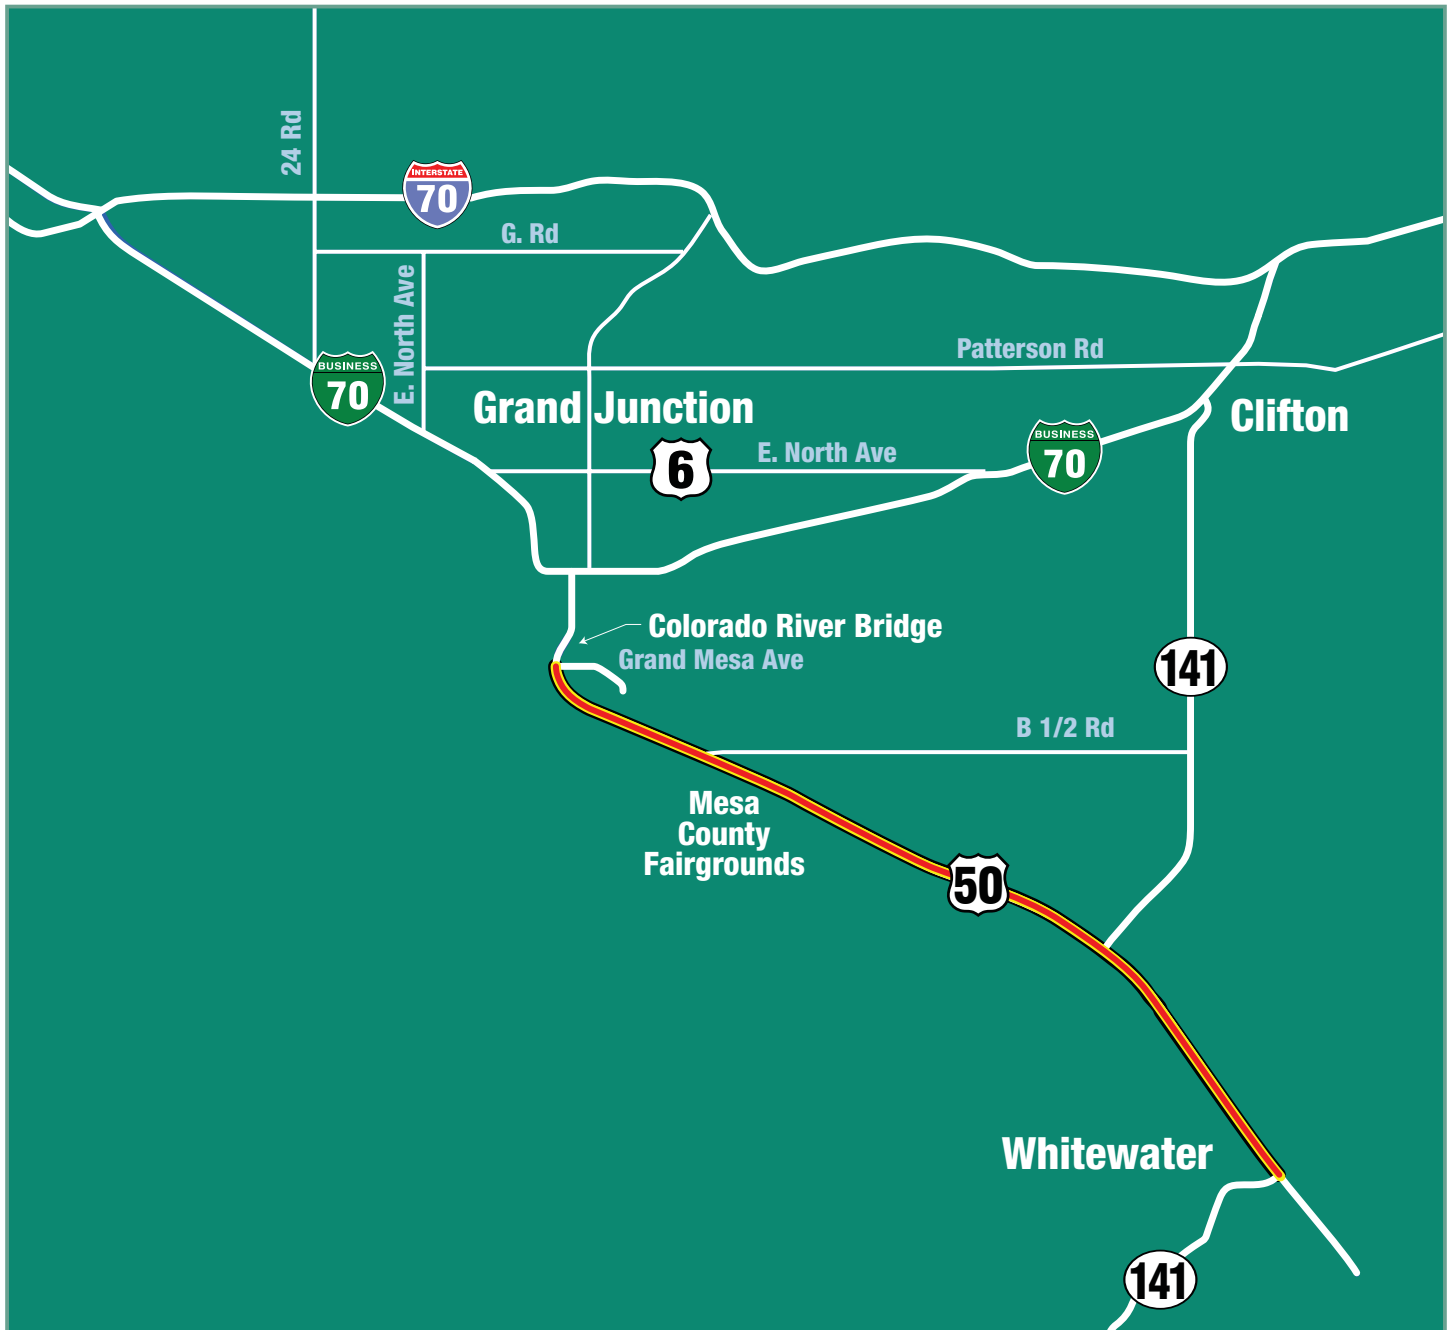 24 Rd
INTERSTATE
70
G. Rd
E. North Ave
Patterson Rd
BUSINESS
70
Grand Junction
Clifton
BUSINESS
70
E. North Ave
6
Colorado River Bridge
Grand Mesa Ave
141
B 1/2 Rd
Mesa
County
Fairgrounds
50
Whitewater
141